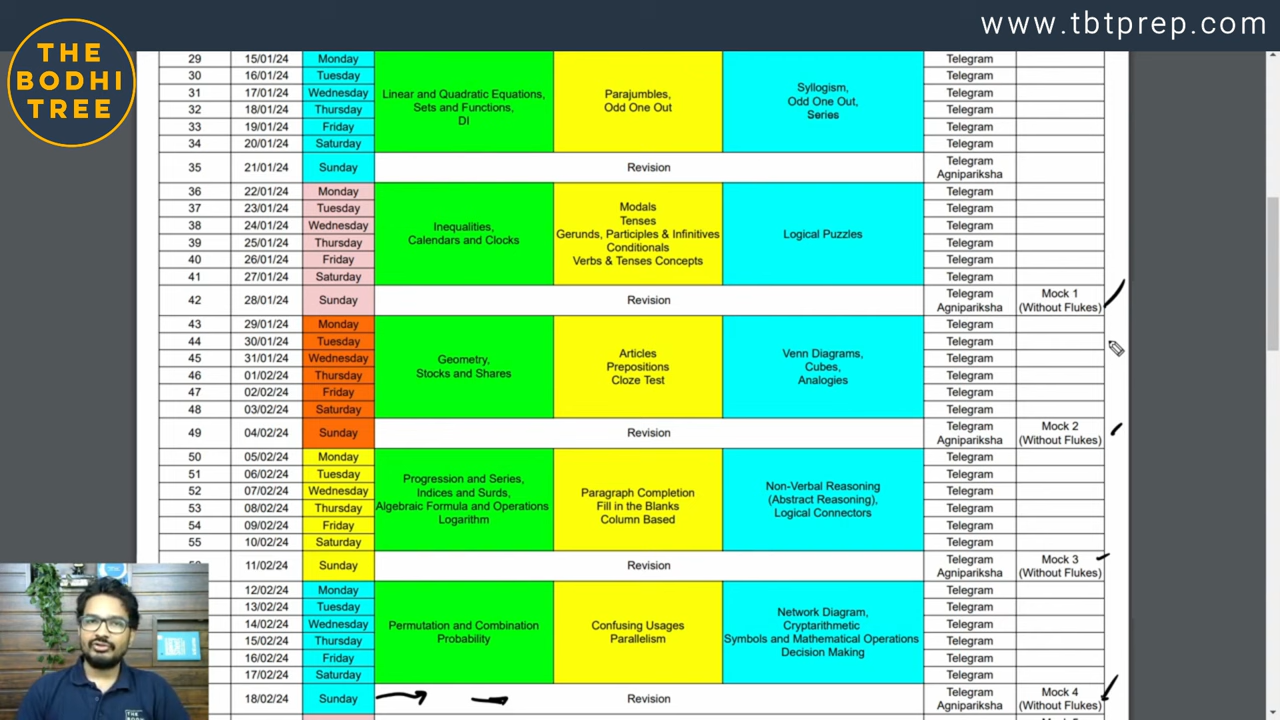 www.tbtprep.com
THE
BODHI
TREE
29 15/01/24 Monday Telegram
30 16/01/24 Tuesday Telegram
31 17/01/24 Wednesday Telegram
32 18/01/24 Thursday Telegram
33 19/01/24 Friday Telegram
34 20/01/24 Saturday Telegram
Linear and Quadratic Equations,
Sets and Functions,
DI
Parajumbles,
Odd One Out
Syllogism,
Odd One Out,
Series
35 21/01/24 Sunday Revision Telegram
Agnipariksha
36 22/01/24 Monday Telegram
37 23/01/24 Tuesday Telegram
38 24/01/24 Wednesday Telegram
39 25/01/24 Thursday Telegram
40 26/01/24 Friday Telegram
41 27/01/24 Saturday Telegram
Inequalities,
Calendars and Clocks
Modals
Tenses
Gerunds, Participles & Infinitives
Conditionals
Verbs & Tenses Concepts
Logical Puzzles
42 28/01/24 Sunday Revision Telegram Mock 1
Agnipariksha (Without Flukes)
43 29/01/24 Monday Telegram
44 30/01/24 Tuesday Telegram
45 31/01/24 Wednesday Telegram
46 01/02/24 Thursday Telegram
47 02/02/24 Friday Telegram
48 03/02/24 Saturday Telegram
Geometry,
Stocks and Shares
Articles
Prepositions
Cloze Test
Venn Diagrams,
Cubes,
Analogies
49 04/02/24 Sunday Revision Telegram Mock 2
Agnipariksha (Without Flukes)
50 05/02/24 Monday Telegram
51 06/02/24 Tuesday Telegram
52 07/02/24 Wednesday Telegram
53 08/02/24 Thursday Telegram
54 09/02/24 Friday Telegram
55 10/02/24 Saturday Telegram
Progression and Series,
Indices and Surds,
Algebraic Formula and Operations
Logarithm
Paragraph Completion
Fill in the Blanks
Column Based
Non-Verbal Reasoning
(Abstract Reasoning),
Logical Connectors
11/02/24 Sunday Revision Telegram Mock 3
Agnipariksha (Without Flukes)
12/02/24 Monday Telegram
13/02/24 Tuesday Telegram
14/02/24 Wednesday Telegram
15/02/24 Thursday Telegram
16/02/24 Friday Telegram
17/02/24 Saturday Telegram
Permutation and Combination
Probability
Confusing Usages
Parallelism
Network Diagram,
Cryptarithmetic
Symbols and Mathematical Operations
Decision Making
18/02/24 Sunday Revision Telegram Mock 4
Agnipariksha (Without Flukes)
THE
BODHI